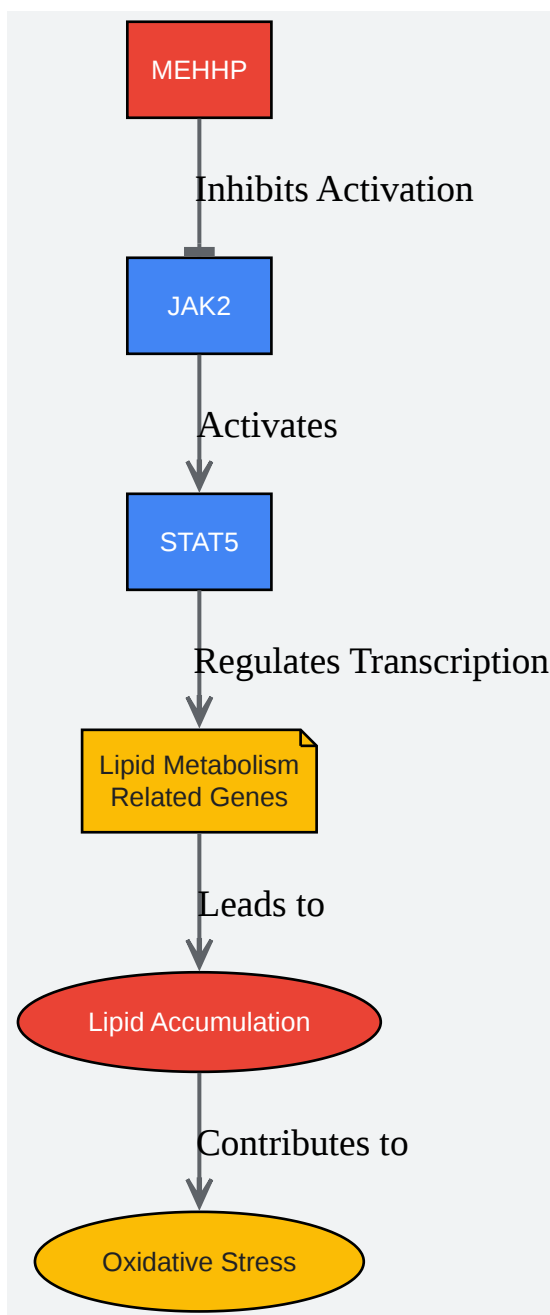 MEHHP
Inhibits Activation
JAK2
Activates
STAT5
Regulates Transcription
Lipid Metabolism
Related Genes
Leads to
Lipid Accumulation
Contributes to
Oxidative Stress